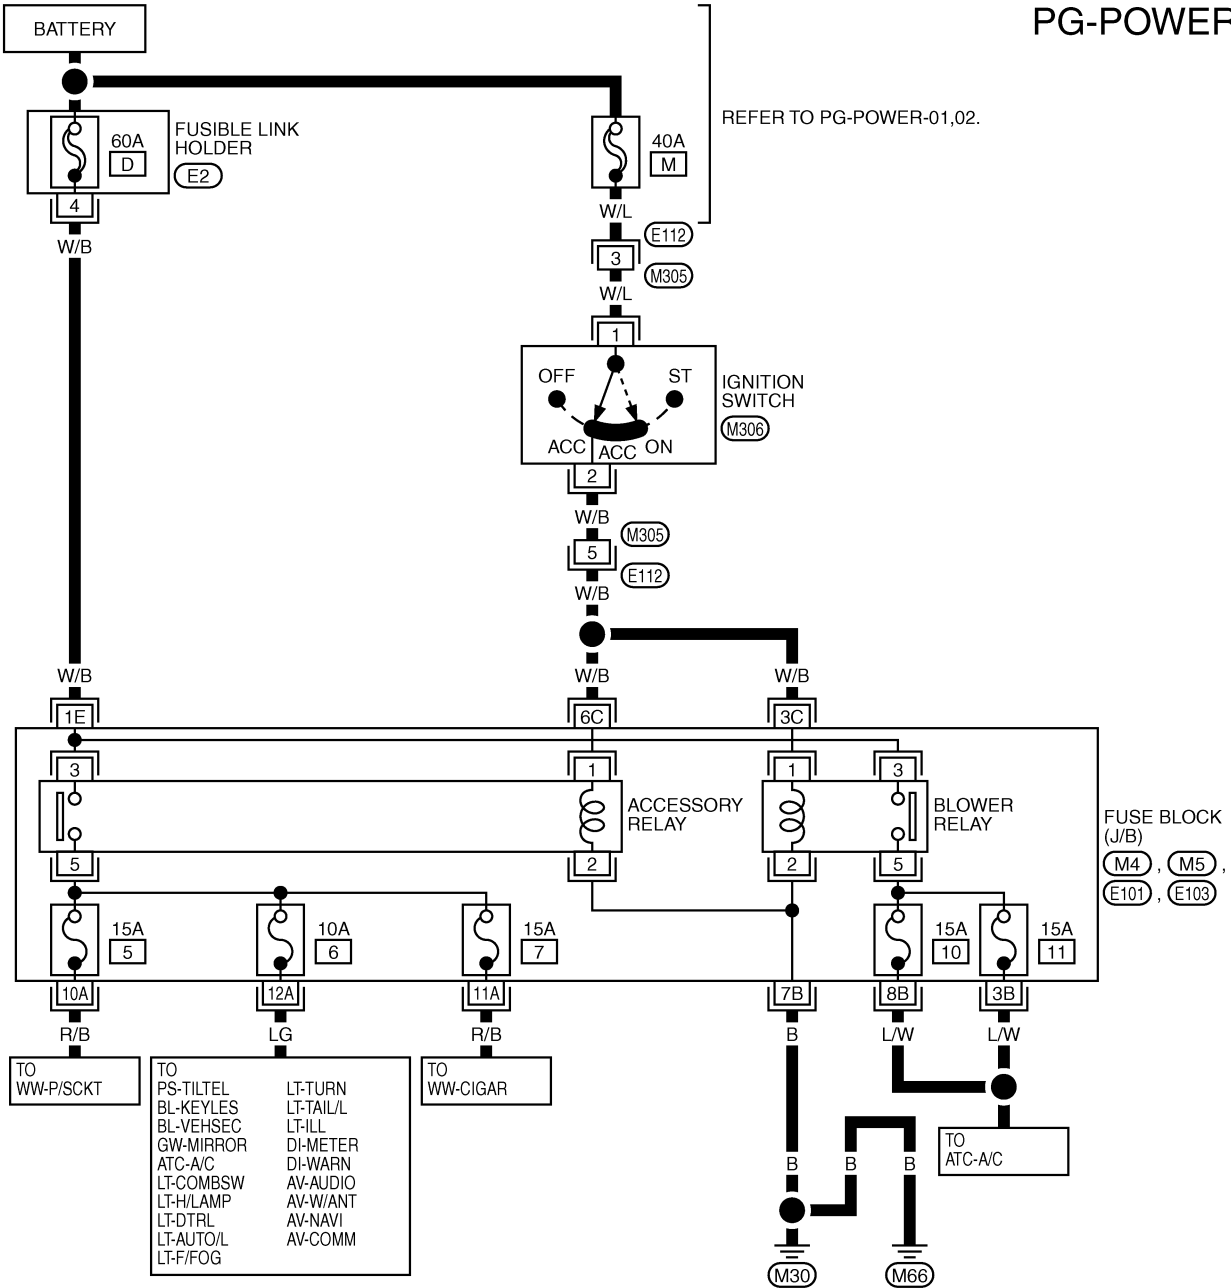 PG-POWER
BATTERY
REFER TO PG-POWER-01,02.
60A
D
FUSIBLE LINK
HOLDER
E2
40A
M
4
W/L
W/B
E112
3
M305
W/L
1
OFF
ST
IGNITION
SWITCH
M306
ACC
ACC
ON
2
W/B
M305
5
E112
W/B
W/B
W/B
W/B
1E
6C
3C
3
1
1
3
ACCESSORY
RELAY
BLOWER
RELAY
FUSE BLOCK
(J/B)
M4 , M5 ,
E101 , E103
5
2
2
5
15A
5
10A
6
15A
7
15A
10
15A
11
10A
12A
11A
7B
8B
3B
R/B
LG
R/B
B
L/W
L/W
TO
WW-P/SCKT
TO
PS-TILTEL
BL-KEYLES
BL-VEHSEC
GW-MIRROR
ATC-A/C
LT-COMBSW
LT-H/LAMP
LT-DTRL
LT-AUTO/L
LT-F/FOG
LT-TURN
LT-TAIL/L
LT-ILL
DI-METER
DI-WARN
AV-AUDIO
AV-W/ANT
AV-NAVI
AV-COMM
TO
WW-CIGAR
TO
ATC-A/C
B
B
B
M30
M66